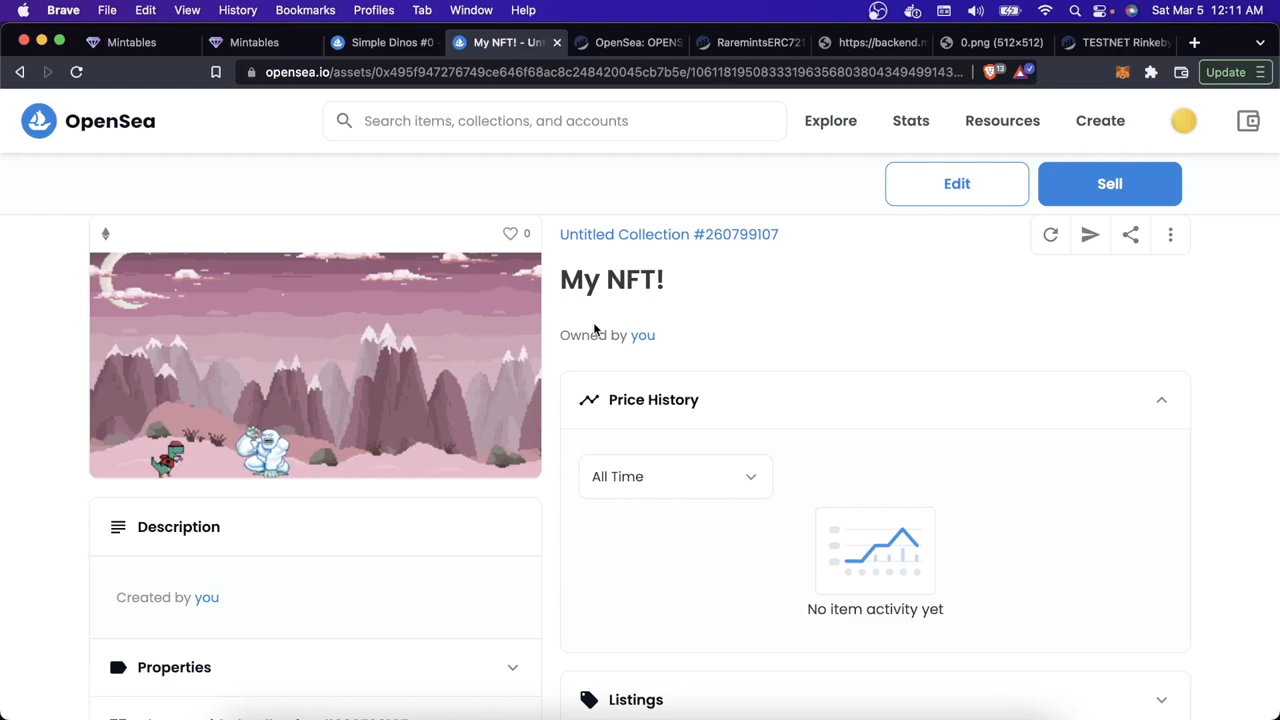 Brave File Edit View History Bookmarks Profiles Tab Window Help Sat Mar 5 12:11 AM
Mintables Mintables Simple Dinos #0 My NFT! - Unt OpenSea: OPENS RaremintsERC721 https://backend.n 0.png (512×512) TESTNET Rinkeby
opensea.io/assets/0x495f947276749ce646f68ac8c248420045cb7b5e/10611819508333196356803804349499143... 13 Update
OpenSea Search items, collections, and accounts Explore Stats Resources Create
Edit Sell
0 Untitled Collection #260799107
My NFT!
Owned by you
Price History
All Time
No item activity yet
Description
Created by you
Properties
Listings